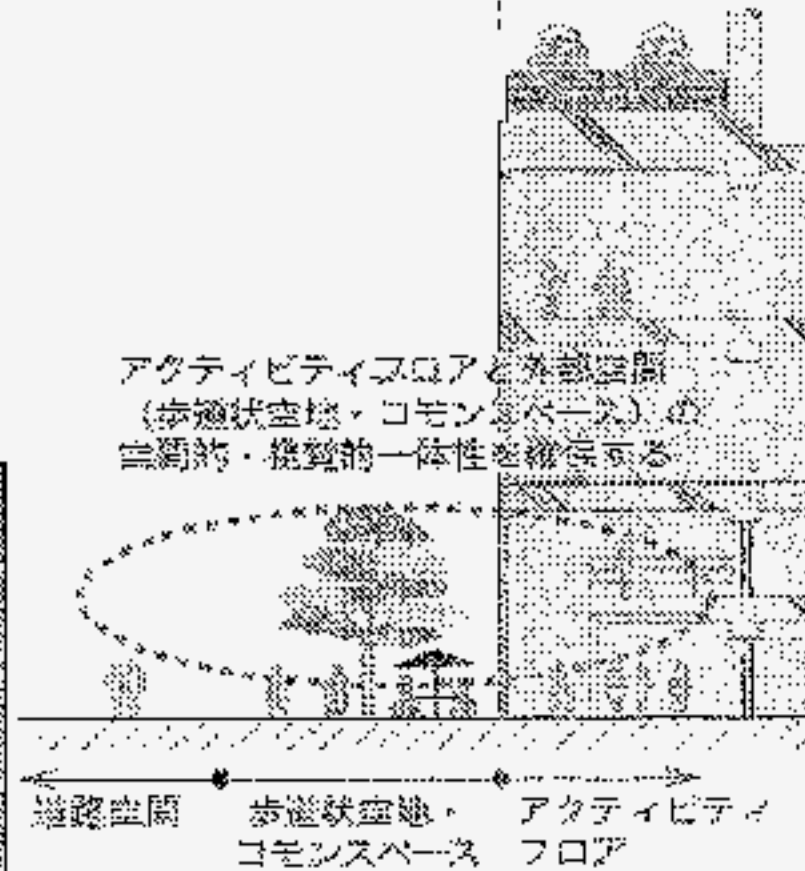 アクティビティフロアと外部空間
(歩道状空地・コモンスペース)の
空間的・機能的一体性を確保する
道路空間
歩道状空地・
コモンスペース
アクティビティ
フロア